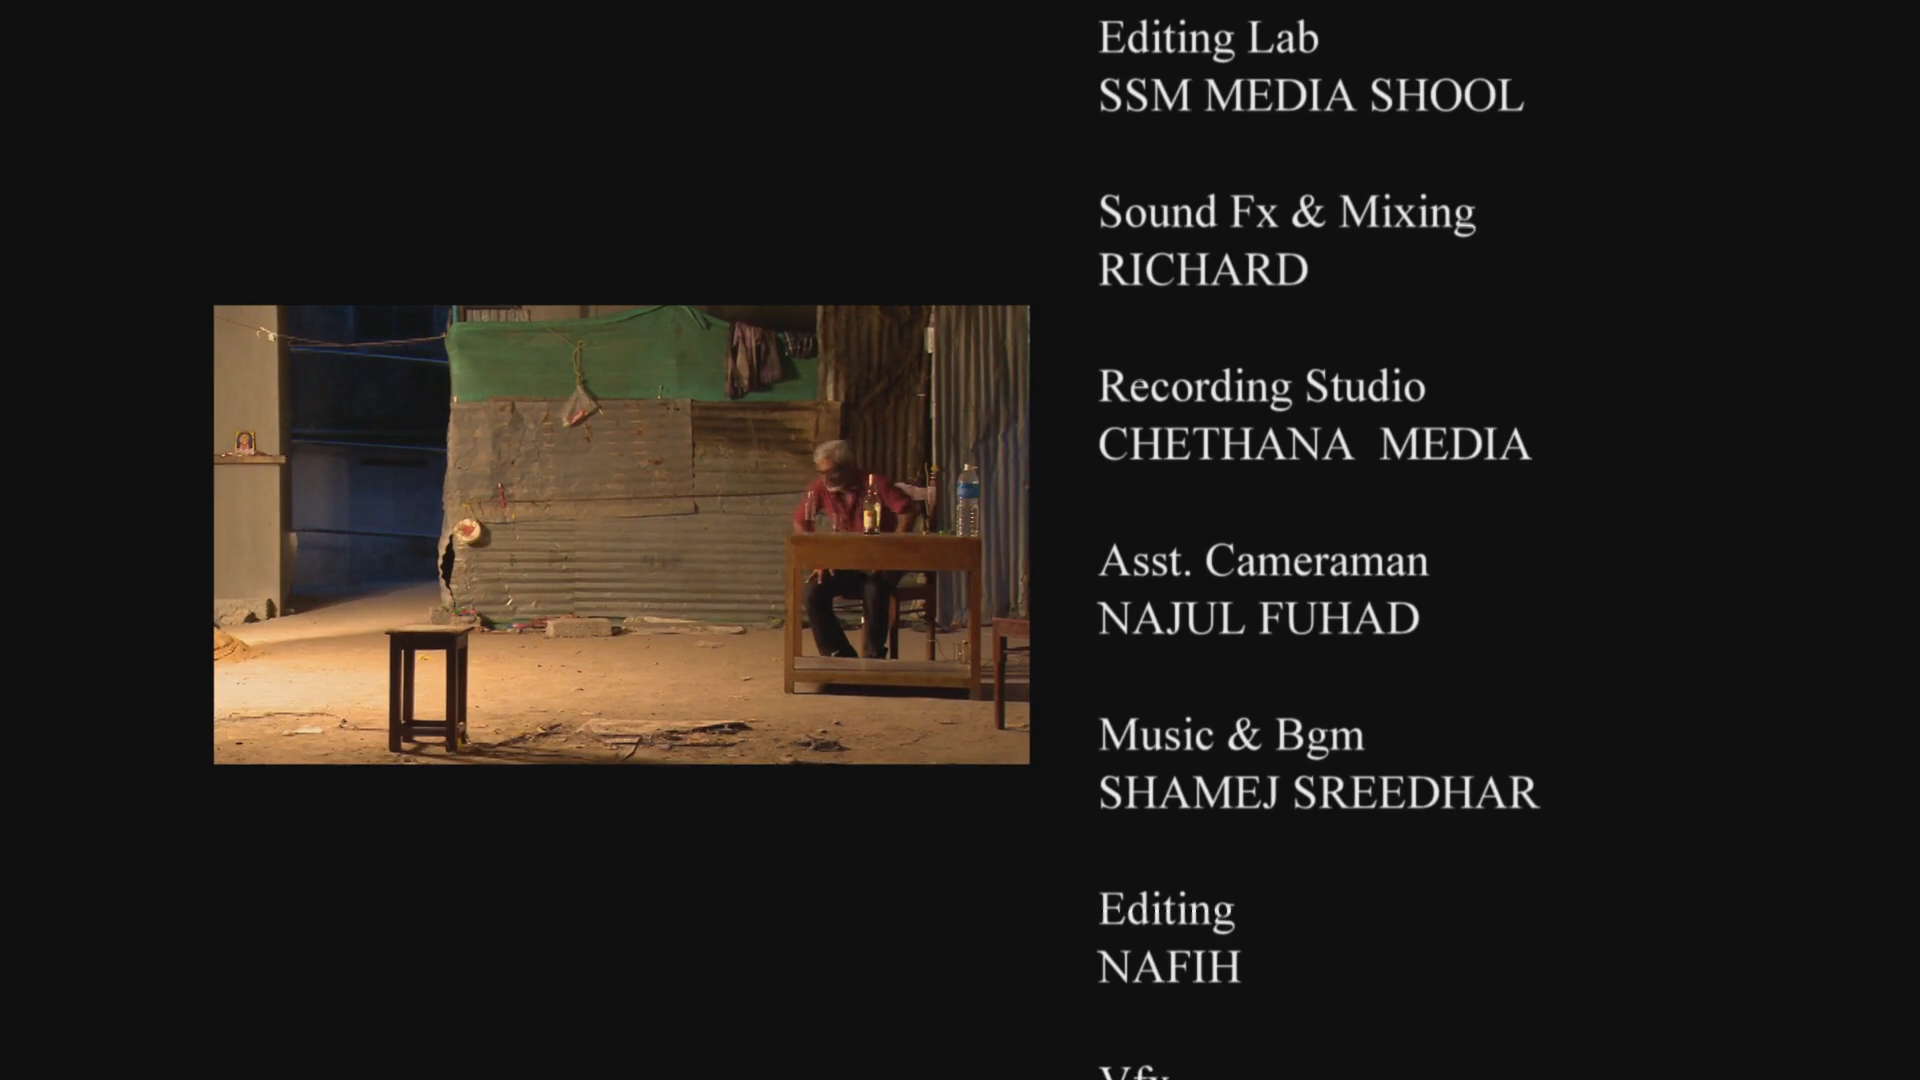 Editing Lab
SSM MEDIA SHOOL
Sound Fx & Mixing
RICHARD
Recording Studio
CHETHANA  MEDIA
Asst. Cameraman
NAJUL FUHAD
Music & Bgm
SHAMEJ SREEDHAR
Editing
NAFIH
Vfx